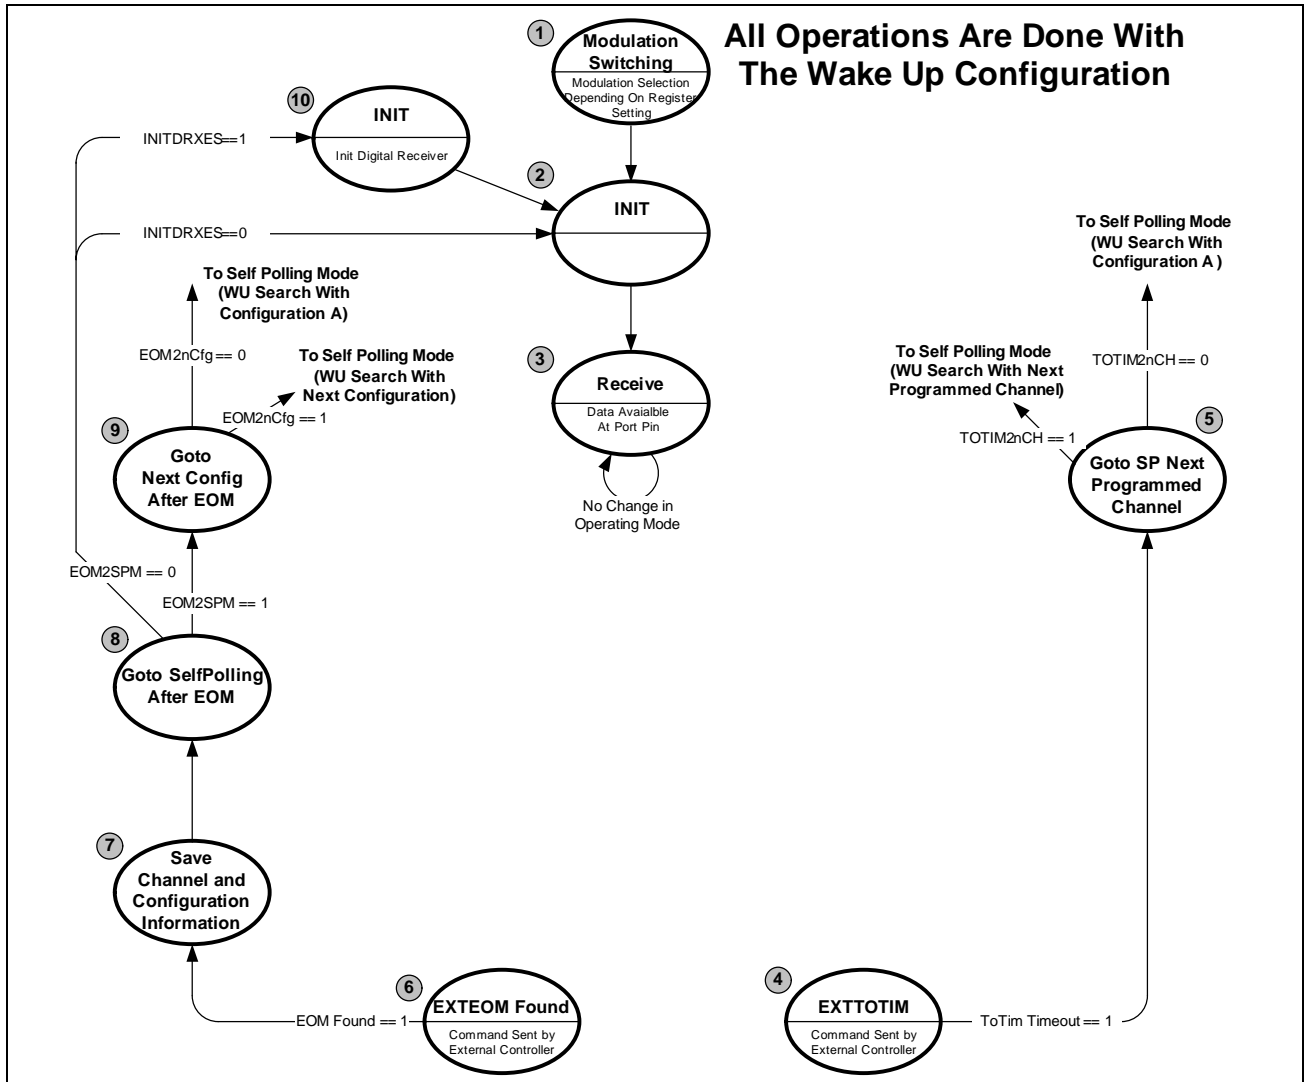 All Operations Are Done With
The Wake Up Configuration
1
Modulation
Switching
Modulation Selection
Depending On Register
Setting
10
INIT
Init Digital Receiver
INITDRXES==1
2
INIT
INITDRXES==0
To Self Polling Mode
(WU Search With
Configuration A)
EOM2nCfg == 0
To Self Polling Mode
(WU Search With
Next Configuration)
EOM2nCfg == 1
3
Receive
Data Avaialble
At Port Pin
No Change in
Operating Mode
To Self Polling Mode
(WU Search With
Configuration A )
TOTIM2nCH == 0
To Self Polling Mode
(WU Search With Next
Programmed Channel)
TOTIM2nCH == 1
5
Goto SP Next
Programmed
Channel
9
Goto
Next Config
After EOM
EOM2SPM == 0
EOM2SPM == 1
8
Goto SelfPolling
After EOM
7
Save
Channel and
Configuration
Information
6
EXTEOM Found
Command Sent by
External Controller
EOM Found == 1
4
EXTTOTIM
Command Sent by
External Controller
ToTim Timeout == 1